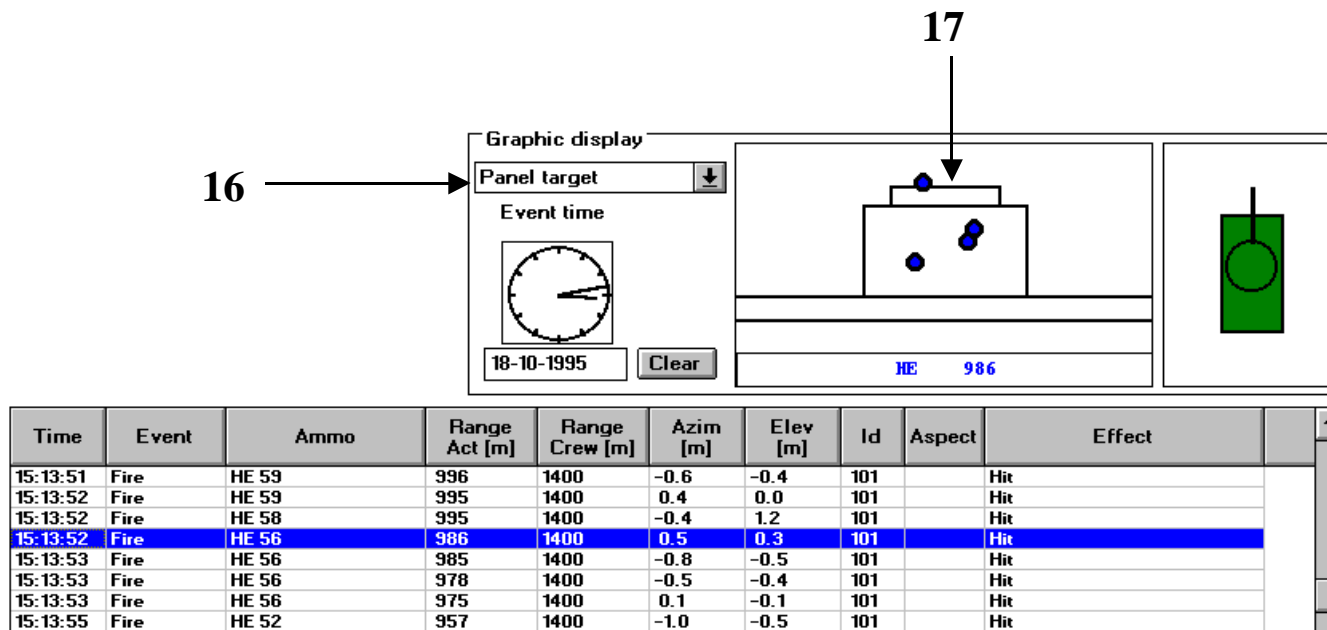 17
Graphic display
16
Panel target
Event time
18-10-1995 Clear
HE 986
Time Event Ammo Range Act [m] Range Crew [m] Azim [m] Elev [m] Id Aspect Effect
15:13:51 Fire HE 59 996 1400 -0.6 -0.4 101 Hit
15:13:52 Fire HE 59 995 1400 0.4 0.0 101 Hit
15:13:52 Fire HE 58 995 1400 -0.4 1.2 101 Hit
15:13:52 Fire HE 56 986 1400 0.5 0.3 101 Hit
15:13:53 Fire HE 56 985 1400 -0.8 -0.5 101 Hit
15:13:53 Fire HE 56 978 1400 -0.5 -0.4 101 Hit
15:13:53 Fire HE 56 975 1400 0.1 -0.1 101 Hit
15:13:55 Fire HE 52 957 1400 -1.0 -0.5 101 Hit